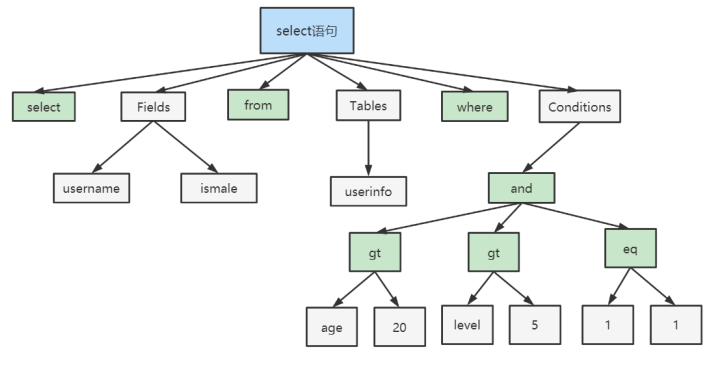 select语句
select
Fields
from
Tables
where
Conditions
username
ismale
userinfo
and
gt
gt
eq
age
20
level
5
1
1